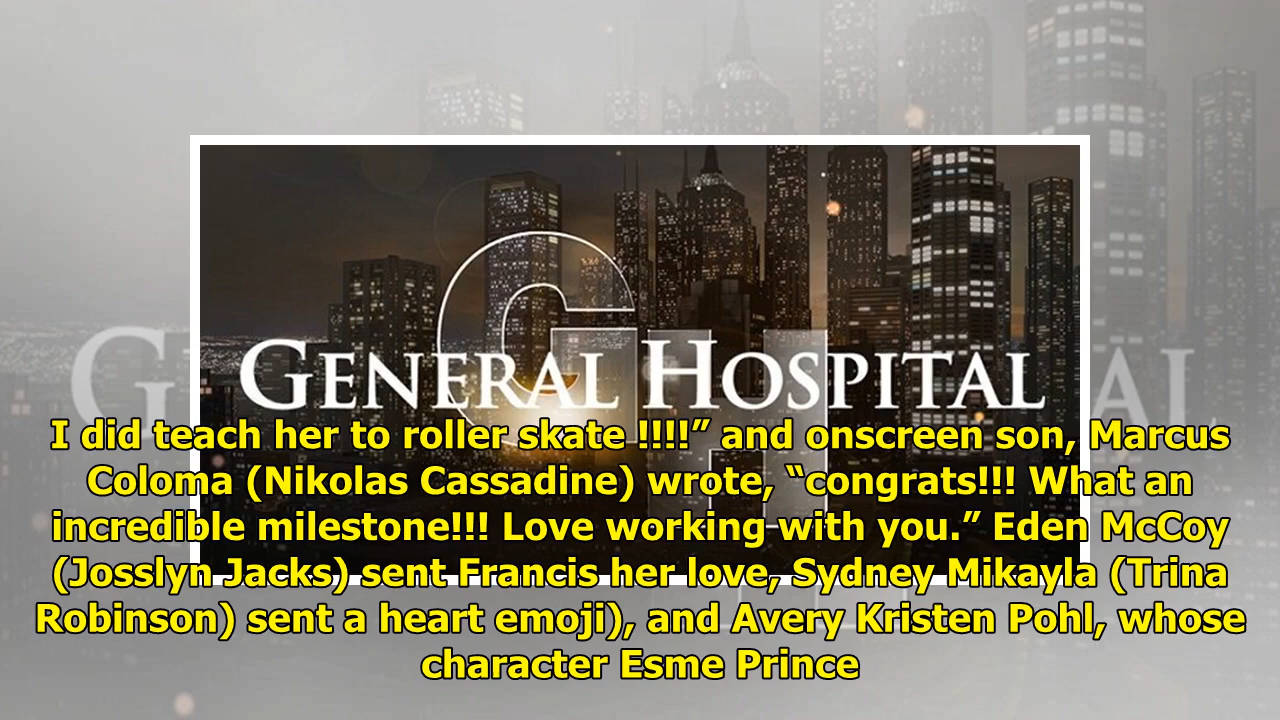 GH
GENERAL HOSPITAL
I did teach her to roller skate !!!!” and onscreen son, Marcus
Coloma (Nikolas Cassadine) wrote, “congrats!!! What an
incredible milestone!!! Love working with you.” Eden McCoy
(Josslyn Jacks) sent Francis her love, Sydney Mikayla (Trina
Robinson) sent a heart emoji), and Avery Kristen Pohl, whose
character Esme Prince